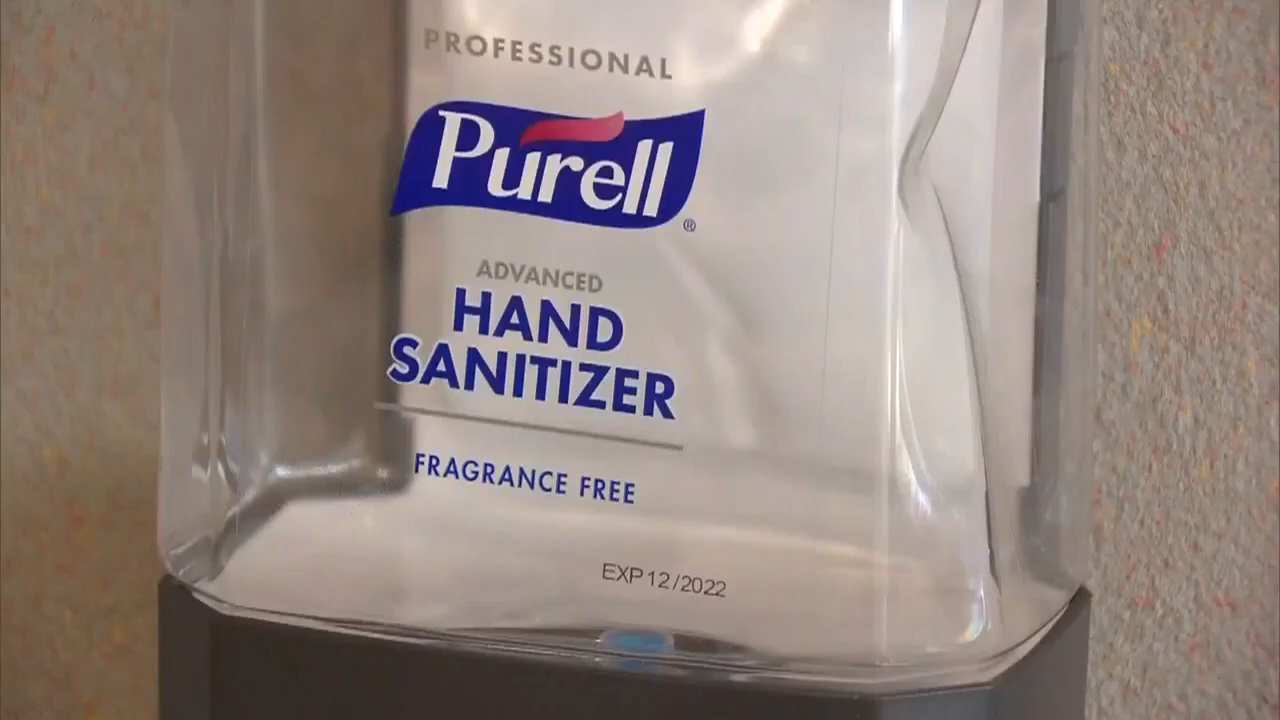 PROFESSIONAL
Purell®
ADVANCED
HAND
SANITIZER
FRAGRANCE FREE
EXP 12/2022